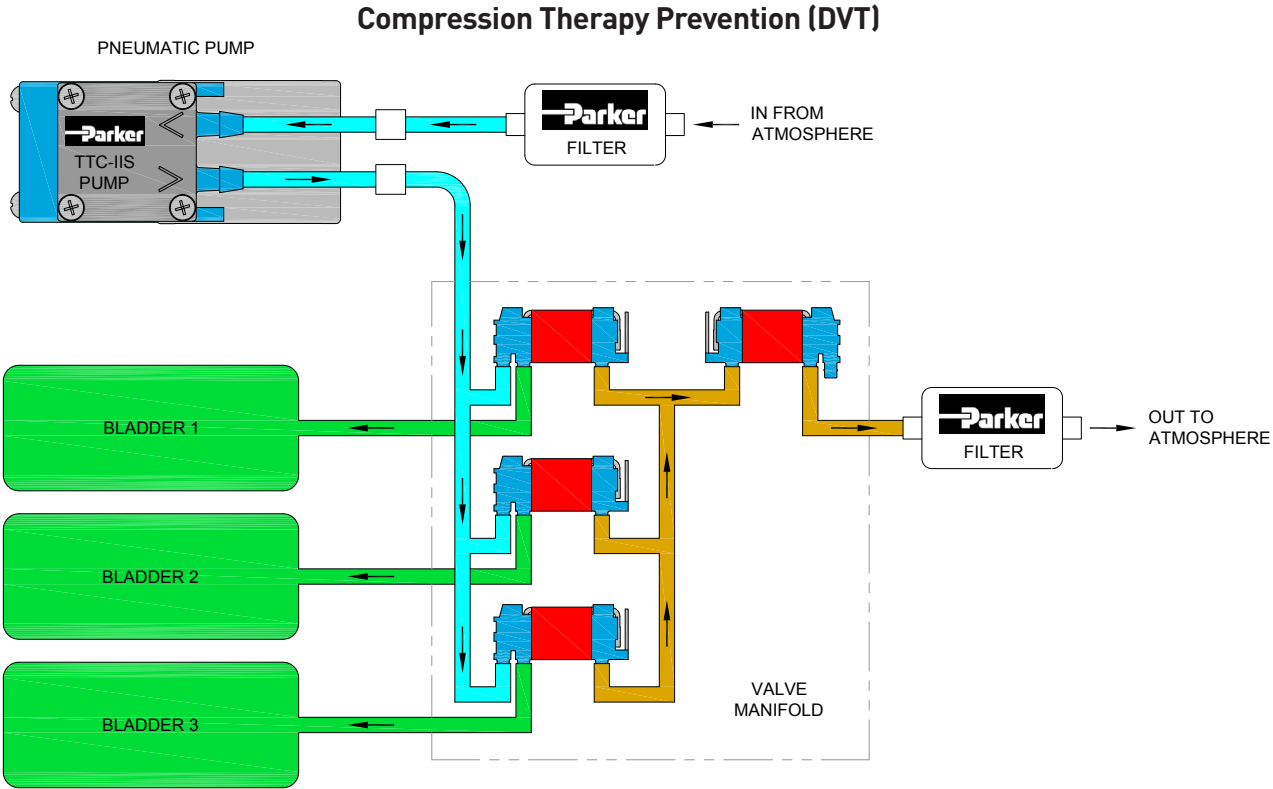 Compression Therapy Prevention (DVT)
PNEUMATIC PUMP
Parker
TTC-IIS
PUMP
Parker
FILTER
IN FROM
ATMOSPHERE
BLADDER 1
BLADDER 2
BLADDER 3
Parker
FILTER
OUT TO
ATMOSPHERE
VALVE
MANIFOLD